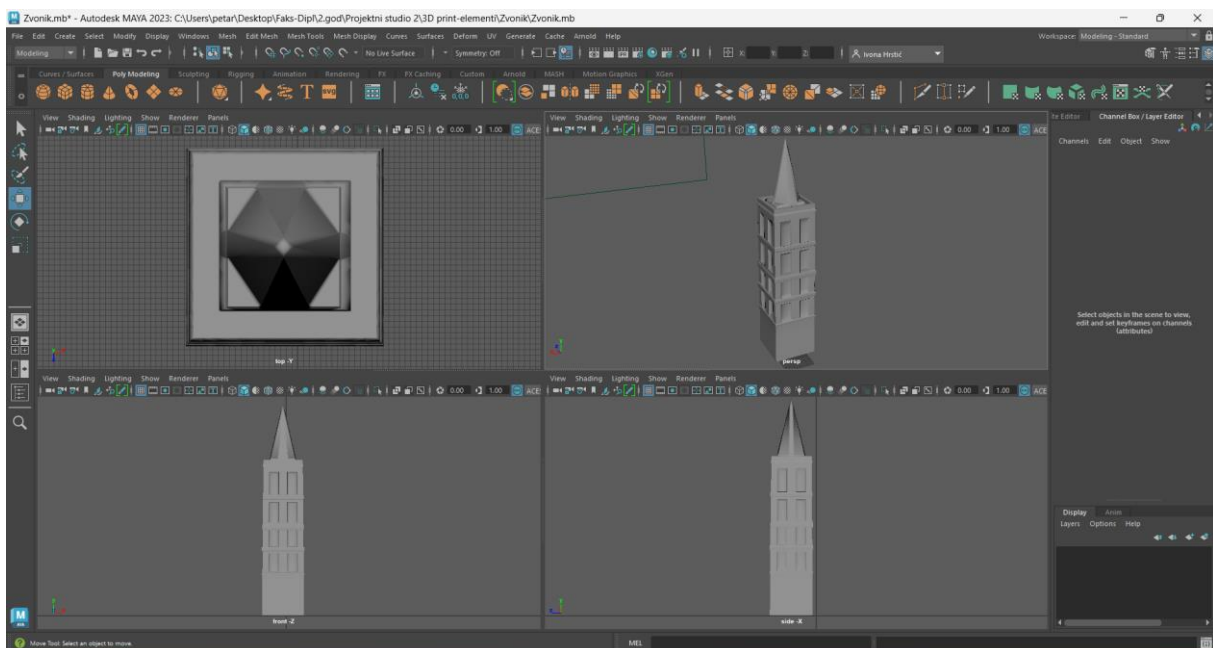 Zvonik.mb* - Autodesk MAYA 2023: C:\Users\petar\Desktop\Faks-Dipl\2.god\Projektni studio 2\3D print-elementi\Zvonik\Zvonik.mb
File Edit Create Select Modify Display Windows Mesh Edit Mesh Mesh Tools Mesh Display Curves Surfaces Deform UV Generate Cache Arnold Help
Workspace: Modeling - Standard
Modeling No Live Surface Symmetry: Off X: Y: Z: Ivona Hrstić
Curves / Surfaces Poly Modeling Sculpting Rigging Animation Rendering FX FX Caching Custom Arnold MASH Motion Graphics XGen
View Shading Lighting Show Renderer Panels
0.00 1.00 ACE
top -Y
View Shading Lighting Show Renderer Panels
0.00 1.00 ACE
persp
Channel Box / Layer Editor
Channels Edit Object Show
Select objects in the scene to view,
edit and set keyframes on channels
(attributes)
View Shading Lighting Show Renderer Panels
0.00 1.00 ACE
front -Z
View Shading Lighting Show Renderer Panels
0.00 1.00 ACE
side -X
Display Anim
Layers Options Help
M
Move Tool: Select an object to move.
MEL